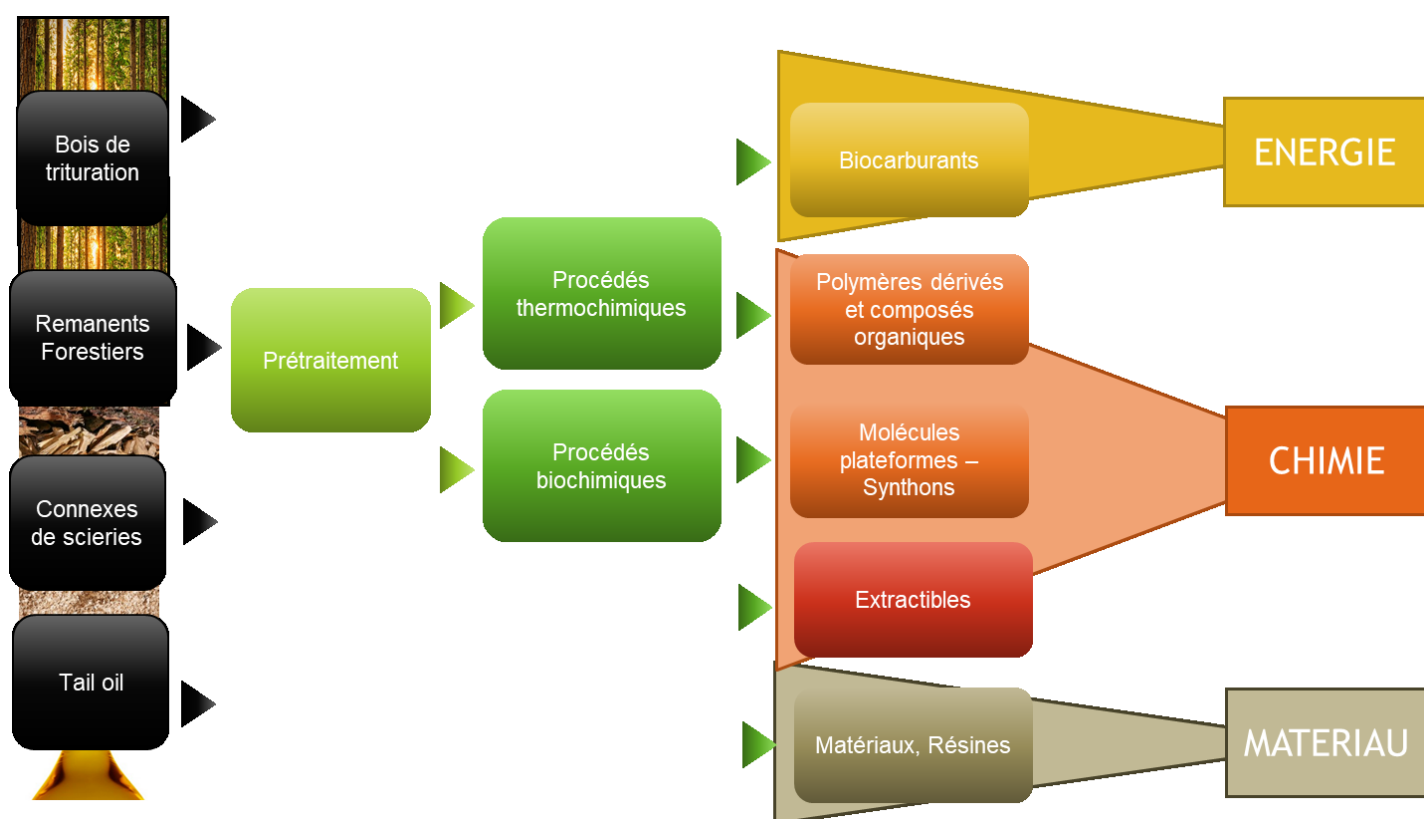 Bois de
trituration
Remanents
Forestiers
Connexes
de scieries
Tail oil
Prétraitement
Procédés
thermochimiques
Procédés
biochimiques
Biocarburants
Polymères dérivés
et composés
organiques
Molécules
plateformes –
Synthons
Extractibles
Matériaux, Résines
ENERGIE
CHIMIE
MATERIAU